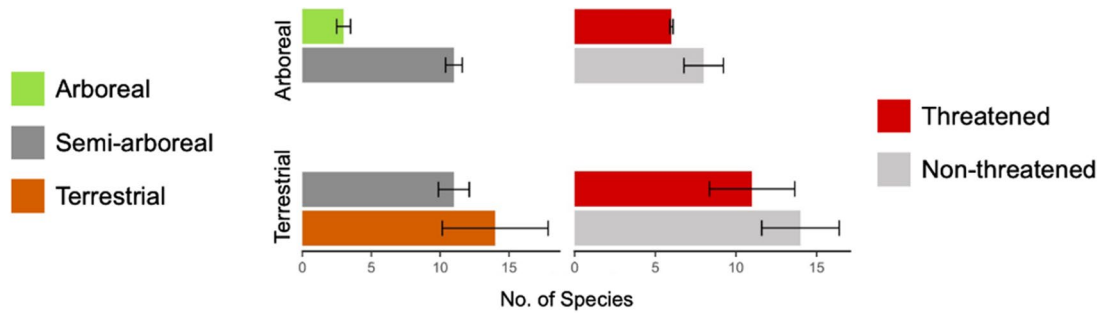 Arboreal
Semi-arboreal
Terrestrial
Arboreal
Terrestrial
0 5 10 15
0 5 10 15
No. of Species
Threatened
Non-threatened